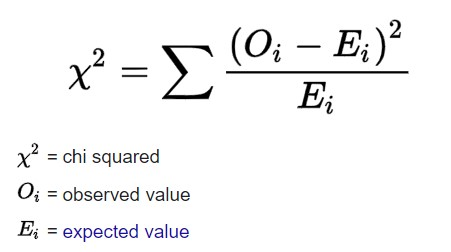 χ² = ∑ (Oᵢ − Eᵢ)² / Eᵢ
χ² = chi squared
Oᵢ = observed value
Eᵢ = expected value